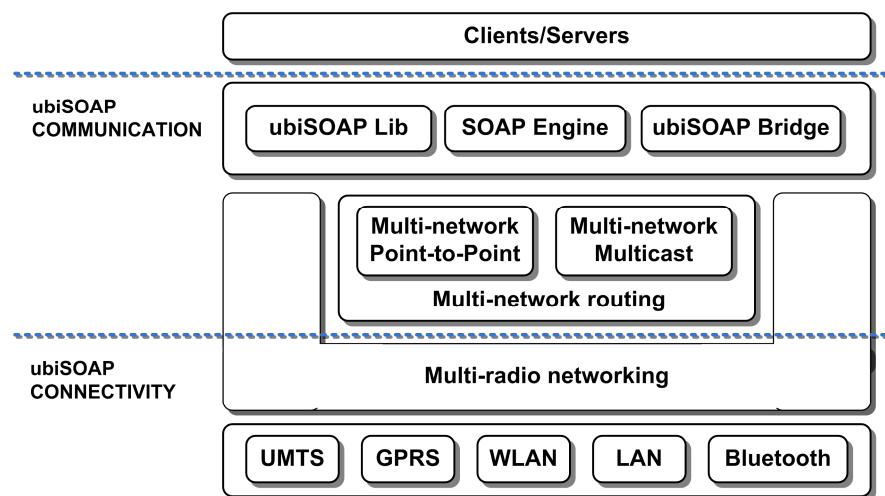 Clients/Servers
ubiSOAP
COMMUNICATION
ubiSOAP Lib
SOAP Engine
ubiSOAP Bridge
Multi-network
Point-to-Point
Multi-network
Multicast
Multi-network routing
ubiSOAP
CONNECTIVITY
Multi-radio networking
UMTS
GPRS
WLAN
LAN
Bluetooth